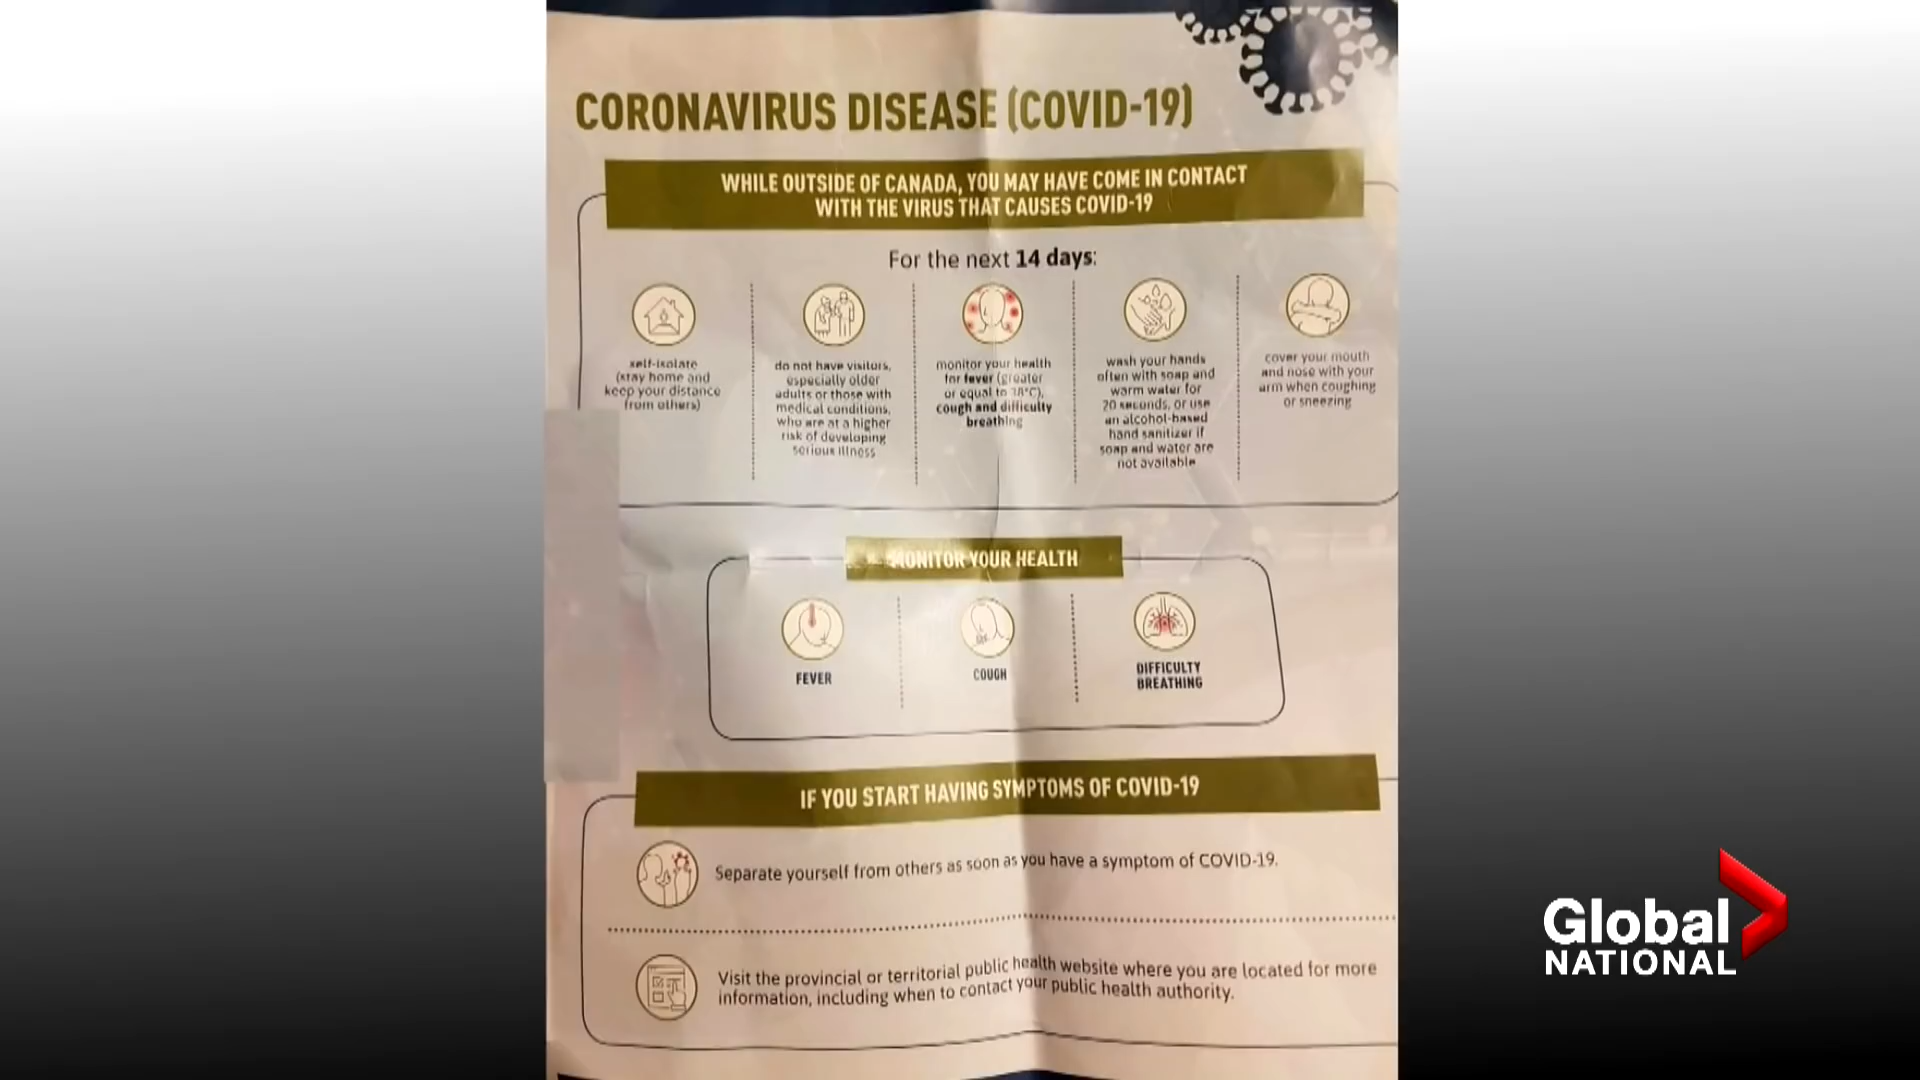 CORONAVIRUS DISEASE (COVID-19)
WHILE OUTSIDE OF CANADA, YOU MAY HAVE COME IN CONTACT
WITH THE VIRUS THAT CAUSES COVID-19
For the next 14 days:
self-isolate
(stay home and
keep your distance
from others)
do not have visitors,
especially older
adults or those with
medical conditions,
who are at a higher
risk of developing
serious illness
monitor your health
for fever (greater
or equal to 38°C),
cough and difficulty
breathing
wash your hands
often with soap and
warm water for
20 seconds, or use
an alcohol-based
hand sanitizer if
soap and water are
not available
cover your mouth
and nose with your
arm when coughing
or sneezing
MONITOR YOUR HEALTH
FEVER
COUGH
DIFFICULTY
BREATHING
IF YOU START HAVING SYMPTOMS OF COVID-19
Separate yourself from others as soon as you have a symptom of COVID-19.
Visit the provincial or territorial public health website where you are located for more
information, including when to contact your public health authority.
Global
NATIONAL